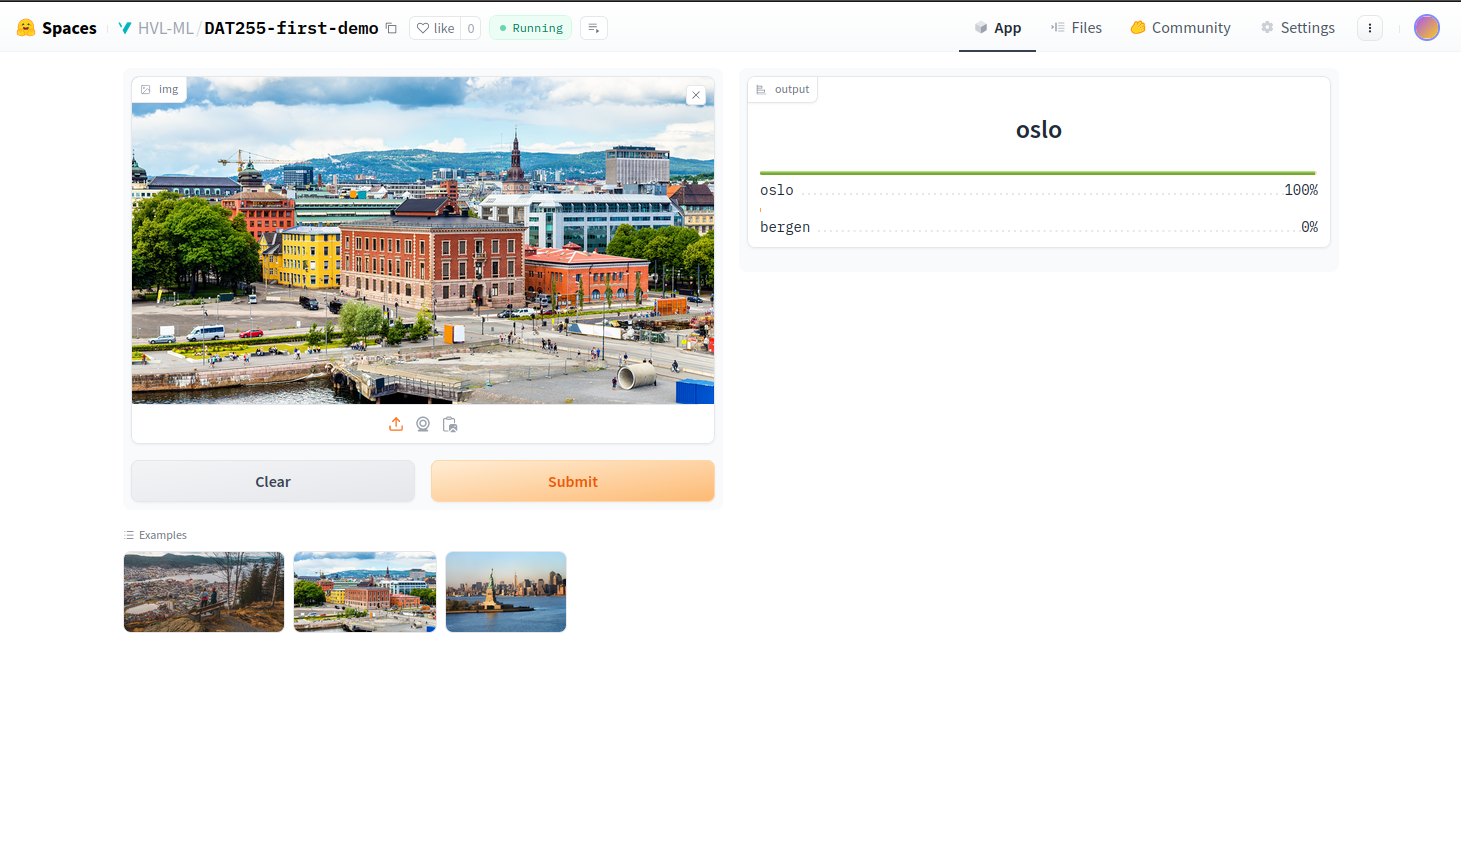 Spaces HVL-ML/DAT255-first-demo like 0 Running App Files Community Settings
img
output
oslo
oslo 100%
bergen 0%
Clear Submit
Examples